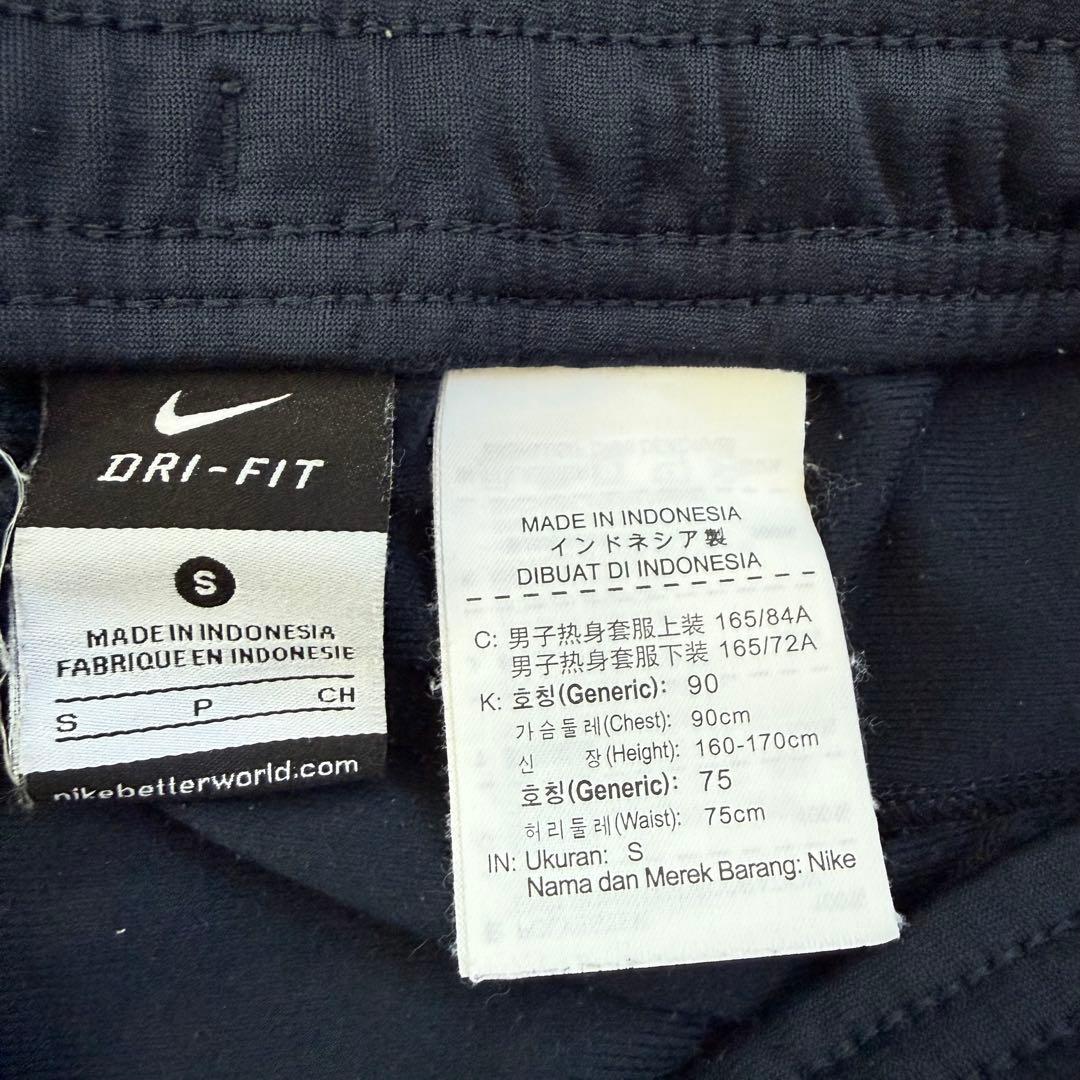 DRI-FIT
S
MADE IN INDONESIA
FABRIQUE EN INDONESIE
S P CH
nikebetterworld.com
MADE IN INDONESIA
インドネシア製
DIBUAT DI INDONESIA
C: 男子热身套服上装 165/84A
男子热身套服下装 165/72A
K: 호칭(Generic): 90
가슴둘레(Chest): 90cm
신 장(Height): 160-170cm
호칭(Generic): 75
허리둘레(Waist): 75cm
IN: Ukuran: S
Nama dan Merek Barang: Nike